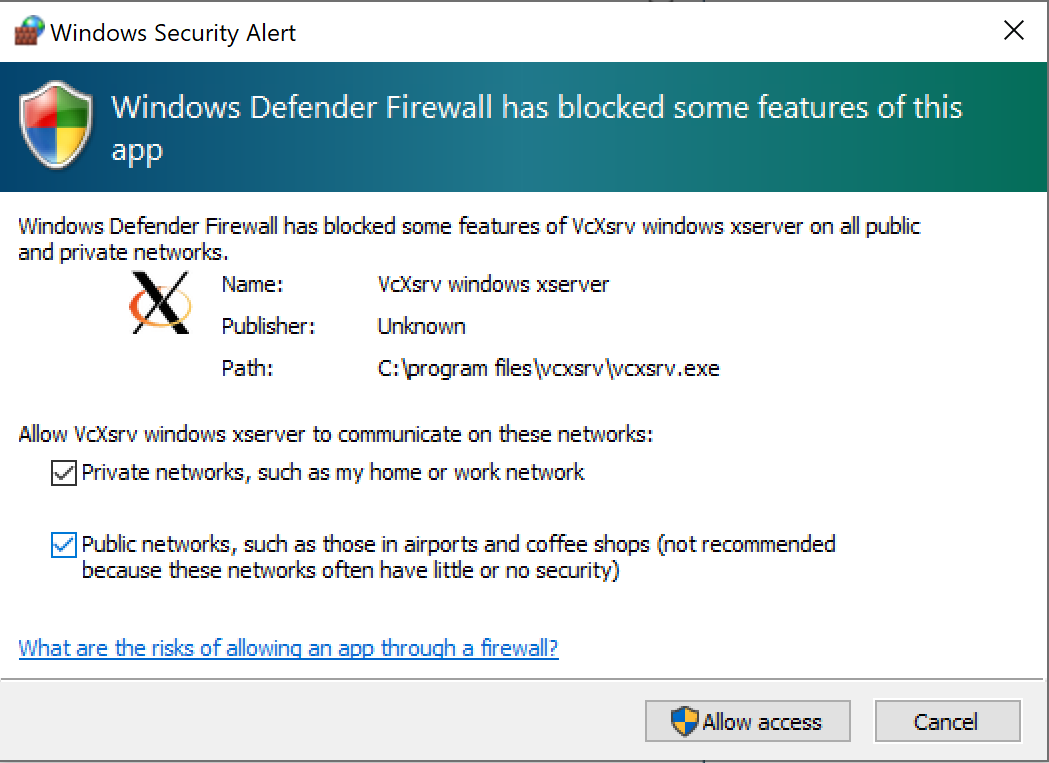 Windows Security Alert
Windows Defender Firewall has blocked some features of this
app
Windows Defender Firewall has blocked some features of VcXsrv windows xserver on all public
and private networks.
Name: VcXsrv windows xserver
Publisher: Unknown
Path: C:\program files\vcxsrv\vcxsrv.exe
Allow VcXsrv windows xserver to communicate on these networks:
Private networks, such as my home or work network
Public networks, such as those in airports and coffee shops (not recommended
because these networks often have little or no security)
What are the risks of allowing an app through a firewall?
Allow access Cancel